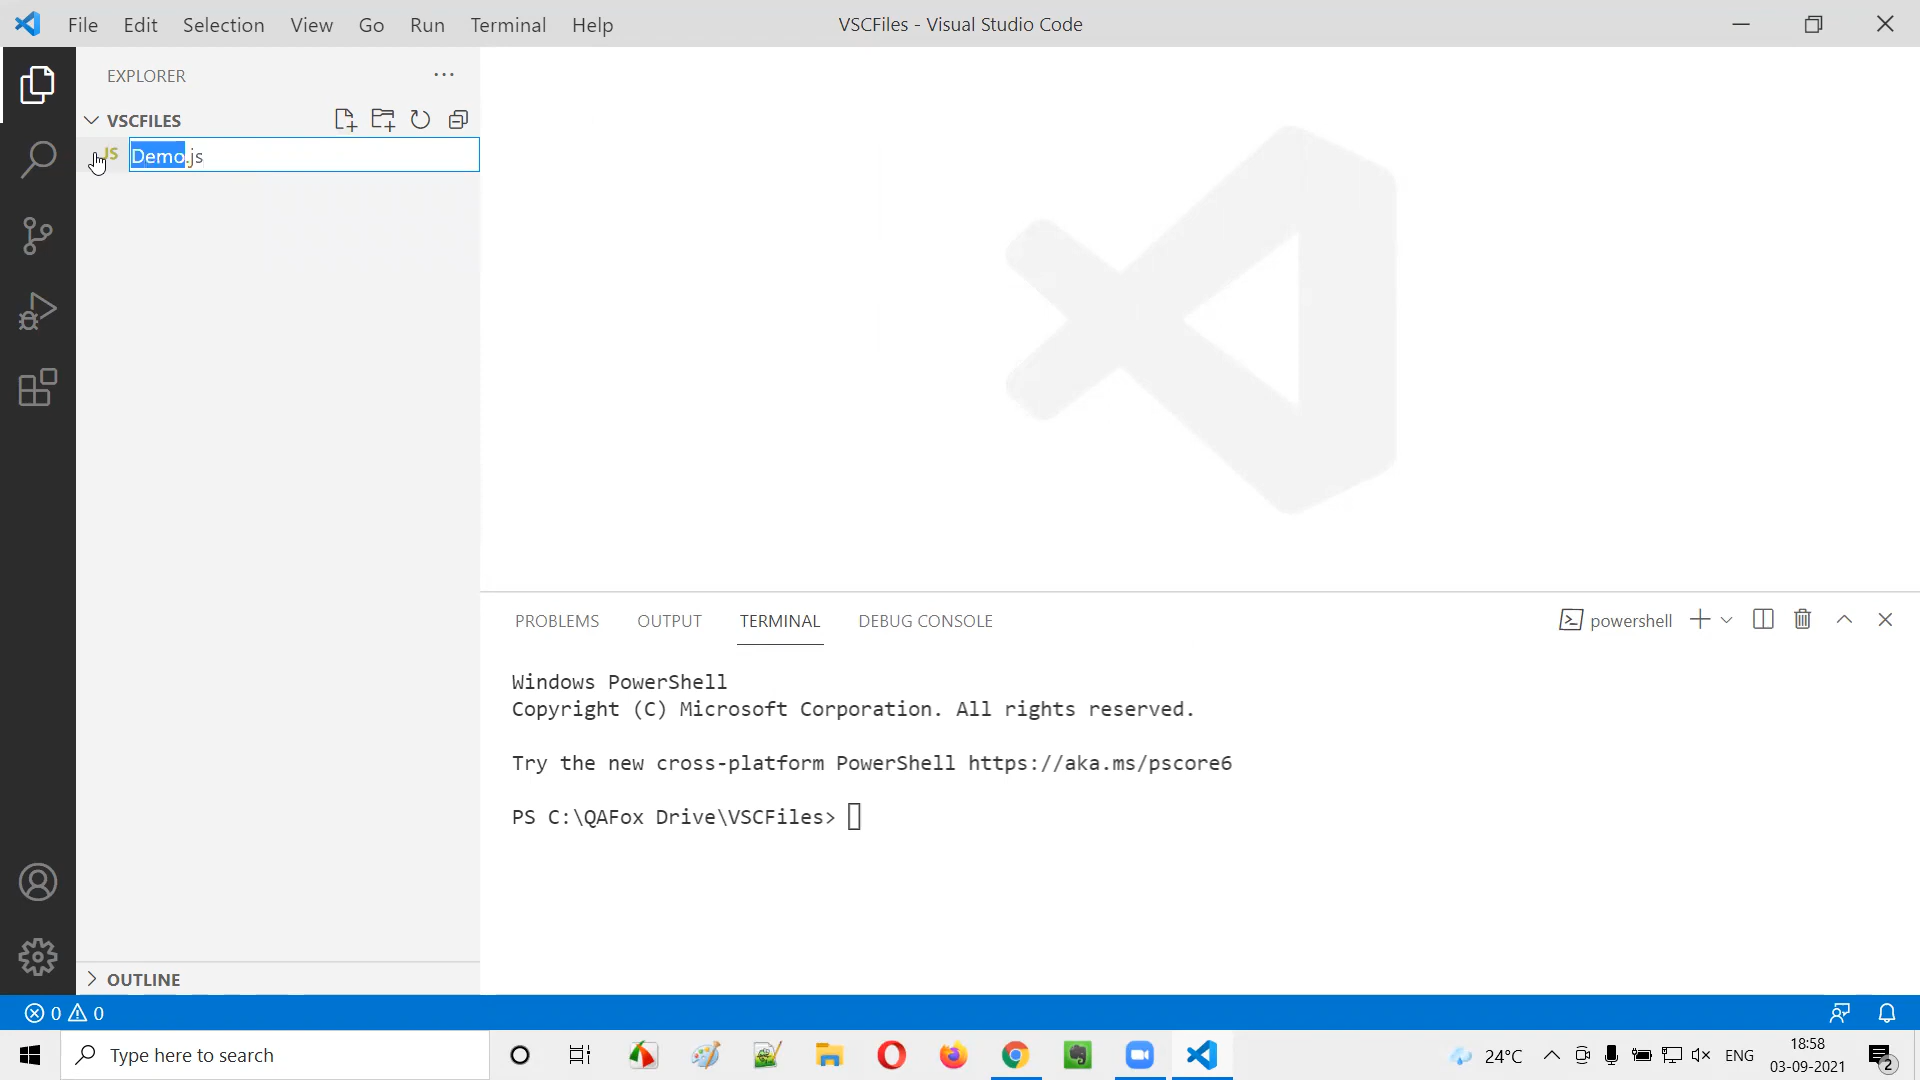 File Edit Selection View Go Run Terminal Help
VSCFiles - Visual Studio Code
EXPLORER
VSCFILES
JS Demo.js
OUTLINE
PROBLEMS OUTPUT TERMINAL DEBUG CONSOLE
powershell
Windows PowerShell
Copyright (C) Microsoft Corporation. All rights reserved.
Try the new cross-platform PowerShell https://aka.ms/pscore6
PS C:\QAFox Drive\VSCFiles>
0 0
Type here to search
24°C
ENG
18:58
03-09-2021
2